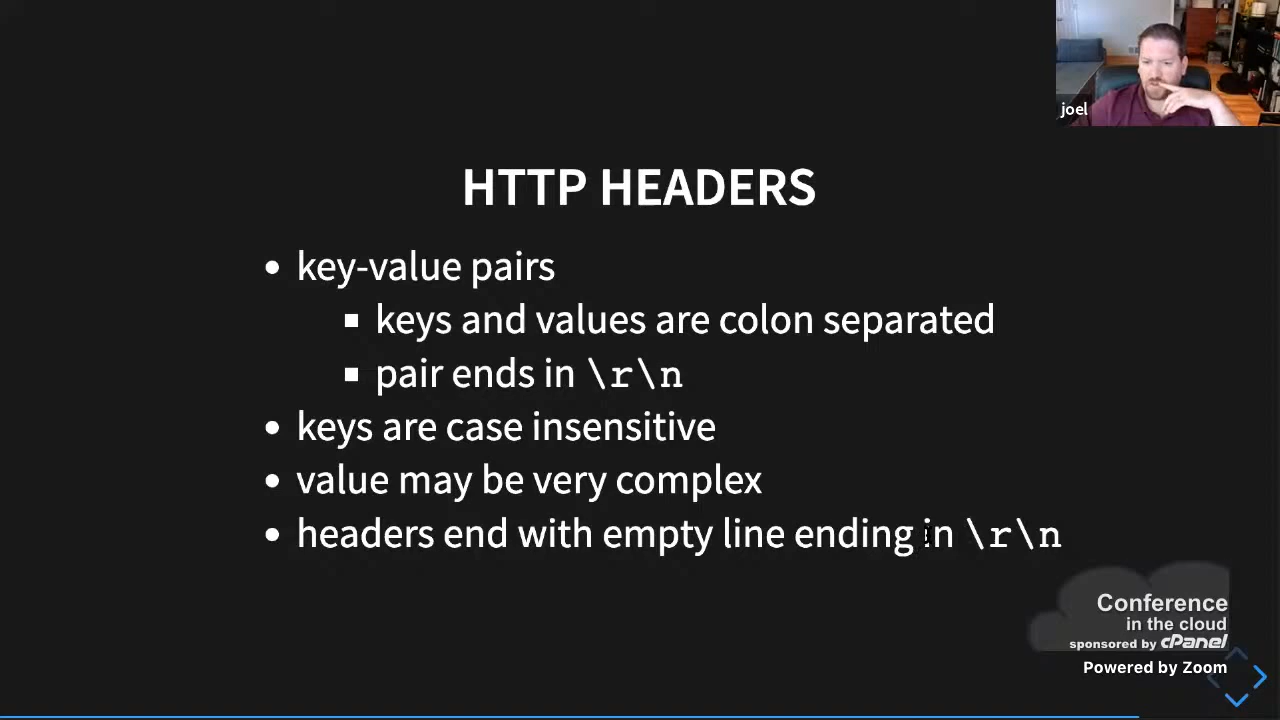 joel
HTTP HEADERS
• key-value pairs
▪ keys and values are colon separated
▪ pair ends in \r\n
• keys are case insensitive
• value may be very complex
• headers end with empty line ending in \r\n
Conference
in the cloud
sponsored by cPanel
Powered by Zoom